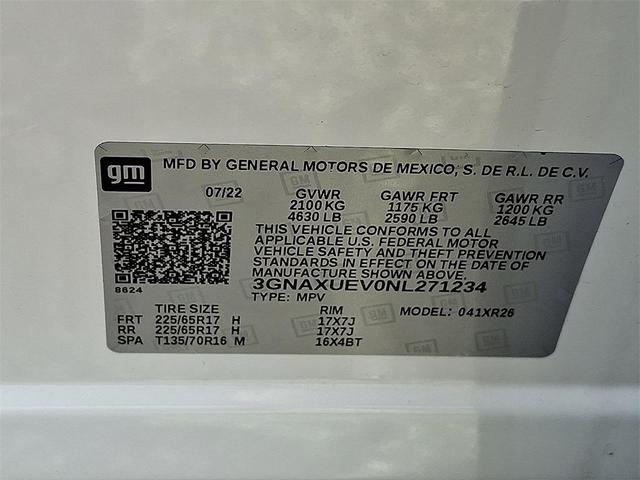 gm MFD BY GENERAL MOTORS DE MEXICO, S. DE R.L. DE C.V.
07/22 GVWR GAWR FRT GAWR RR
2100 KG 1175 KG 1200 KG
4630 LB 2590 LB 2645 LB
THIS VEHICLE CONFORMS TO ALL
APPLICABLE U.S. FEDERAL MOTOR
VEHICLE SAFETY AND THEFT PREVENTION
STANDARDS IN EFFECT ON THE DATE OF
MANUFACTURE SHOWN ABOVE.
8624 3GNAXUEV0NL271234
TYPE: MPV
TIRE SIZE RIM MODEL: 041XR26
FRT 225/65R17 H 17X7J
RR 225/65R17 H 17X7J
SPA T135/70R16 M 16X4BT